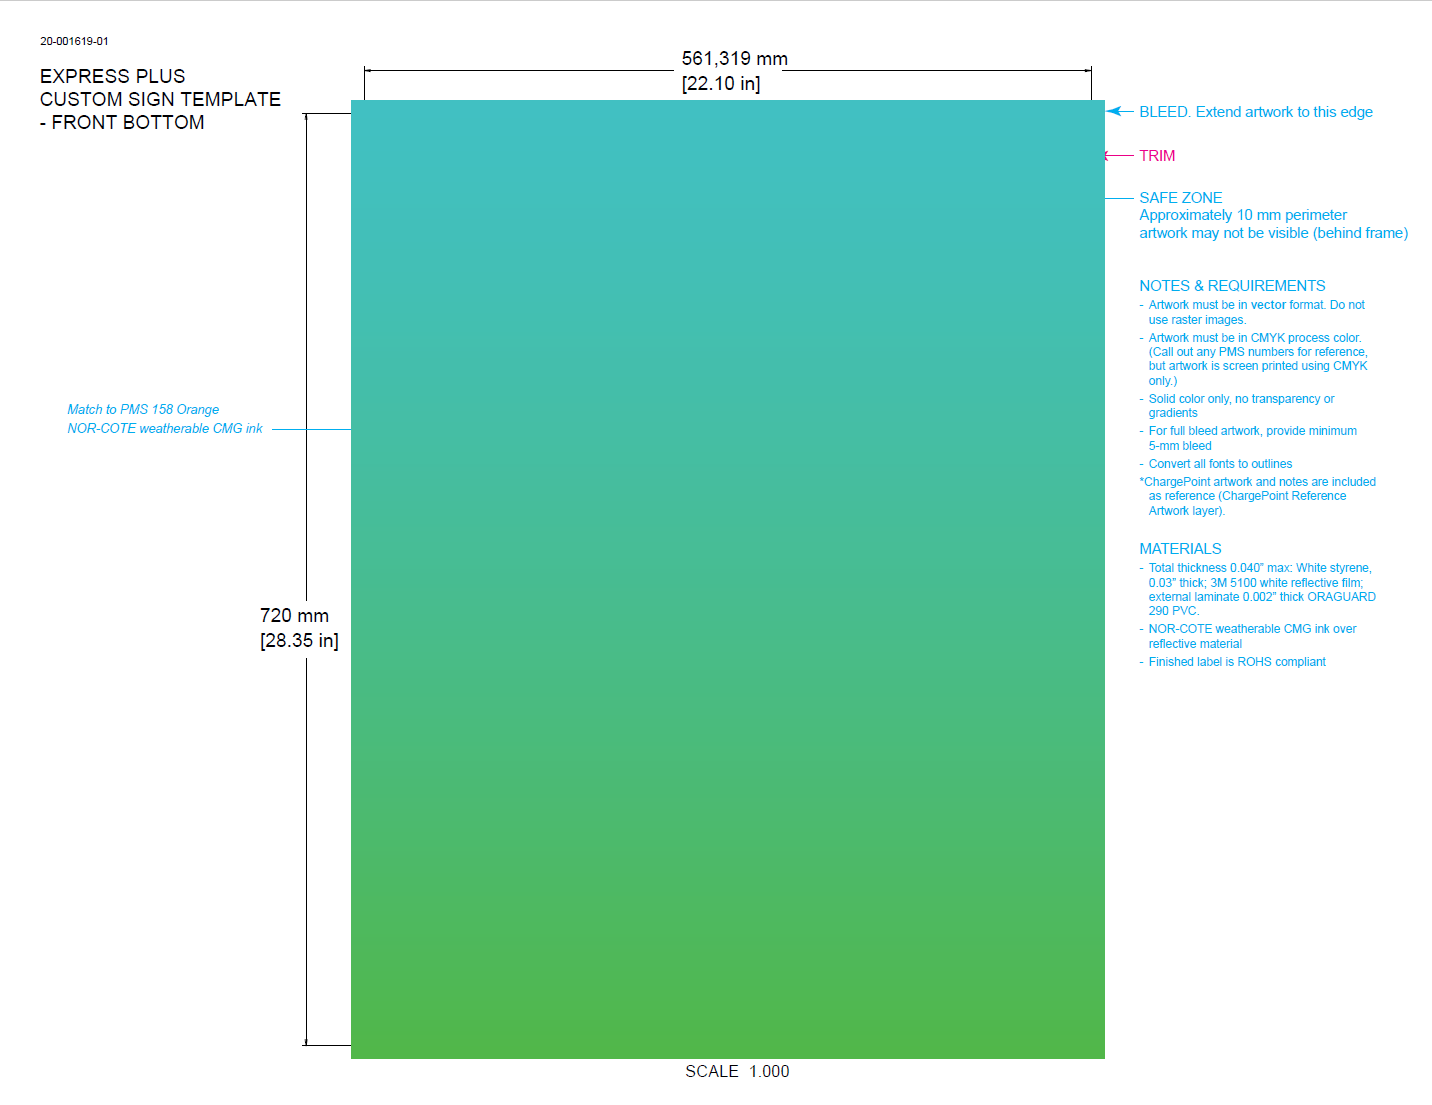 20-001619-01
EXPRESS PLUS
CUSTOM SIGN TEMPLATE
- FRONT BOTTOM
561,319 mm
[22.10 in]
BLEED. Extend artwork to this edge
TRIM
SAFE ZONE
Approximately 10 mm perimeter
artwork may not be visible (behind frame)
NOTES & REQUIREMENTS
- Artwork must be in vector format. Do not
use raster images.
- Artwork must be in CMYK process color.
(Call out any PMS numbers for reference,
but artwork is screen printed using CMYK
only.)
- Solid color only, no transparency or
gradients
- For full bleed artwork, provide minimum
5-mm bleed
- Convert all fonts to outlines
*ChargePoint artwork and notes are included
as reference (ChargePoint Reference
Artwork layer).
MATERIALS
- Total thickness 0.040” max: White styrene,
0.03” thick; 3M 5100 white reflective film;
external laminate 0.002” thick ORAGUARD
290 PVC.
- NOR-COTE weatherable CMG ink over
reflective material
- Finished label is ROHS compliant
Match to PMS 158 Orange
NOR-COTE weatherable CMG ink
720 mm
[28.35 in]
SCALE 1.000